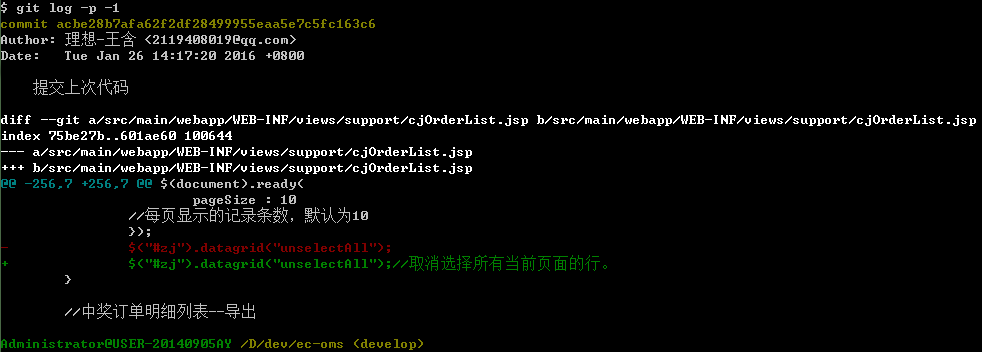 $ git log -p -1
commit acbe28b7afa62f2df28499955eaa5e7c5fc163c6
Author: 理想-王含 <2119408019@qq.com>
Date:   Tue Jan 26 14:17:20 2016 +0800
    提交上次代码
diff --git a/src/main/webapp/WEB-INF/views/support/cjOrderList.jsp b/src/main/webapp/WEB-INF/views/support/cjOrderList.jsp
index 75be27b..601ae60 100644
--- a/src/main/webapp/WEB-INF/views/support/cjOrderList.jsp
+++ b/src/main/webapp/WEB-INF/views/support/cjOrderList.jsp
@@ -256,7 +256,7 @@ $(document).ready(
                        pageSize : 10
                //每页显示的记录条数，默认为10
                });
-               $("#zj").datagrid("unselectAll");
+               $("#zj").datagrid("unselectAll");//取消选择所有当前页面的行。
        }
        //中奖订单明细列表--导出
Administrator@USER-20140905AY /D/dev/ec-oms (develop)